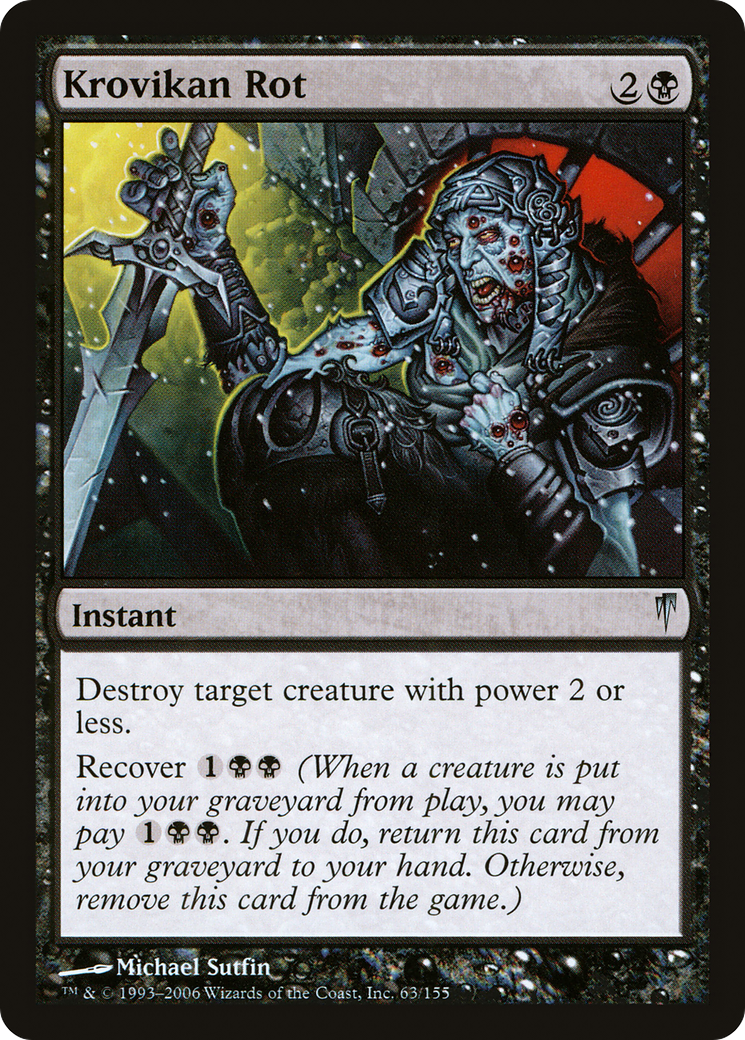 Krovikan Rot 2
Instant
Destroy target creature with power 2 or
less.
Recover 1 (When a creature is put
into your graveyard from play, you may
pay 1. If you do, return this card from
your graveyard to your hand. Otherwise,
remove this card from the game.)
Michael Sutfin
™ & © 1993–2006 Wizards of the Coast, Inc. 63/155